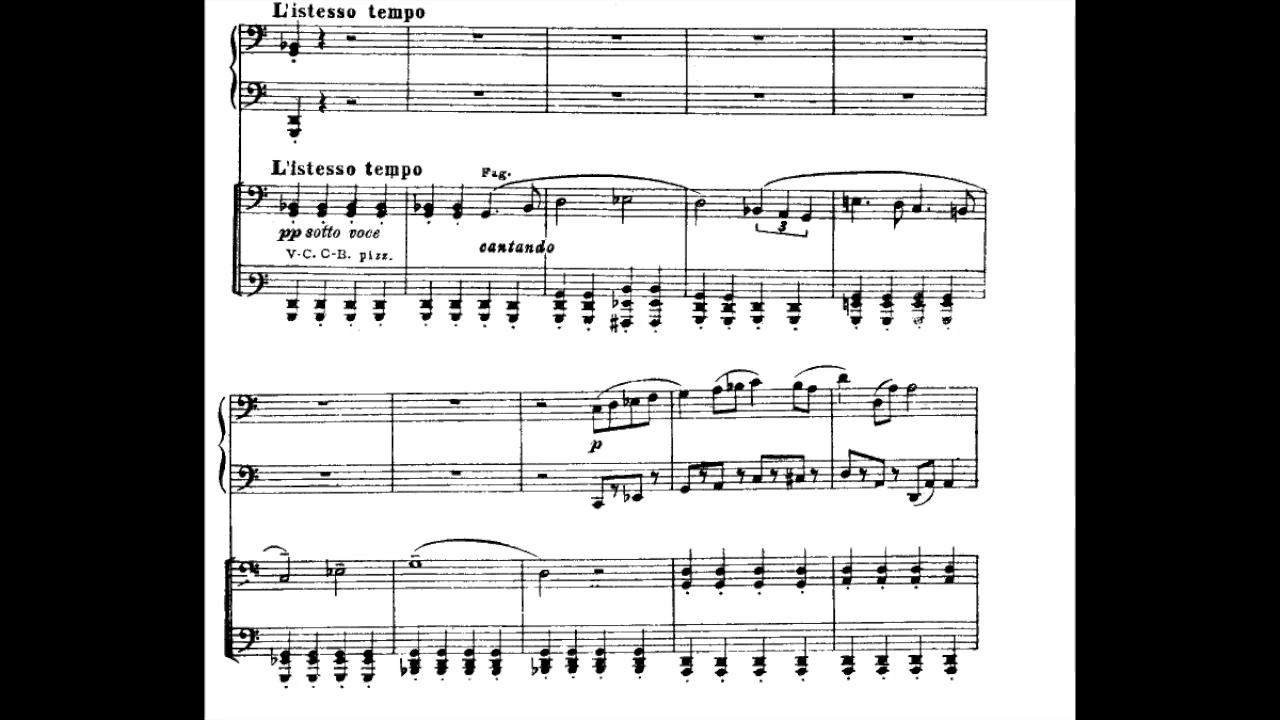 L'istesso tempo
L'istesso tempo
Fag.
pp sotto voce
cantando
V-C. C-B. pizz.
3
p